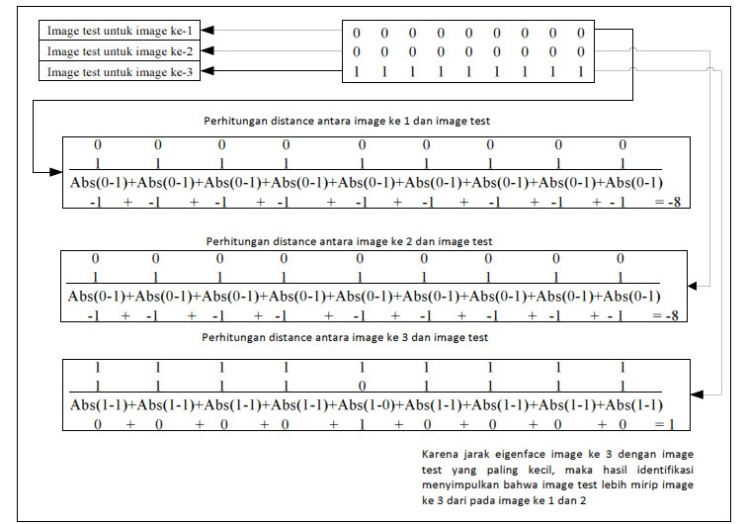 Image test untuk image ke-1
Image test untuk image ke-2
Image test untuk image ke-3
0 0 0 0 0 0 0 0 0
0 0 0 0 0 0 0 0 0
1 1 1 1 1 1 1 1 1
Perhitungan distance antara image ke 1 dan image test
0 0 0 0 0 0 0 0 0
1 1 1 1 1 1 1 1 1
Abs(0-1)+Abs(0-1)+Abs(0-1)+Abs(0-1)+Abs(0-1)+Abs(0-1)+Abs(0-1)+Abs(0-1)+Abs(0-1)
-1 + -1 + -1 + -1 + -1 + -1 + -1 + -1 + -1 = -8
Perhitungan distance antara image ke 2 dan image test
0 0 0 0 0 0 0 0 0
1 1 1 1 1 1 1 1 1
Abs(0-1)+Abs(0-1)+Abs(0-1)+Abs(0-1)+Abs(0-1)+Abs(0-1)+Abs(0-1)+Abs(0-1)+Abs(0-1)
-1 + -1 + -1 + -1 + -1 + -1 + -1 + -1 + -1 = -8
Perhitungan distance antara image ke 3 dan image test
1 1 1 1 1 1 1 1 1
1 1 1 1 0 1 1 1 1
Abs(1-1)+Abs(1-1)+Abs(1-1)+Abs(1-1)+Abs(1-0)+Abs(1-1)+Abs(1-1)+Abs(1-1)+Abs(1-1)
0 + 0 + 0 + 0 + 1 + 0 + 0 + 0 + 0 = 1
Karena jarak eigenface image ke 3 dengan image
test yang paling kecil, maka hasil identifikasi
menyimpulkan bahwa image test lebih mirip image
ke 3 dari pada image ke 1 dan 2